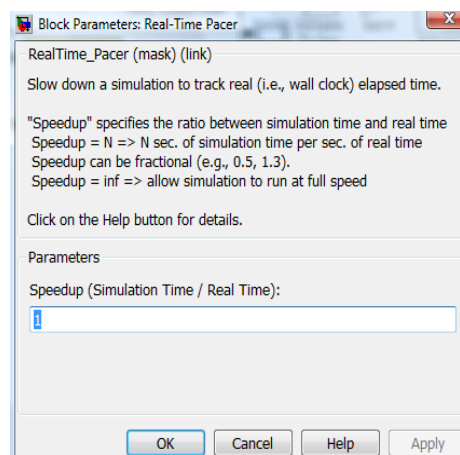 Block Parameters: Real-Time Pacer
RealTime_Pacer (mask) (link)
Slow down a simulation to track real (i.e., wall clock) elapsed time.
"Speedup" specifies the ratio between simulation time and real time
Speedup = N => N sec. of simulation time per sec. of real time
Speedup can be fractional (e.g., 0.5, 1.3).
Speedup = inf => allow simulation to run at full speed
Click on the Help button for details.
Parameters
Speedup (Simulation Time / Real Time):
1
OK Cancel Help Apply